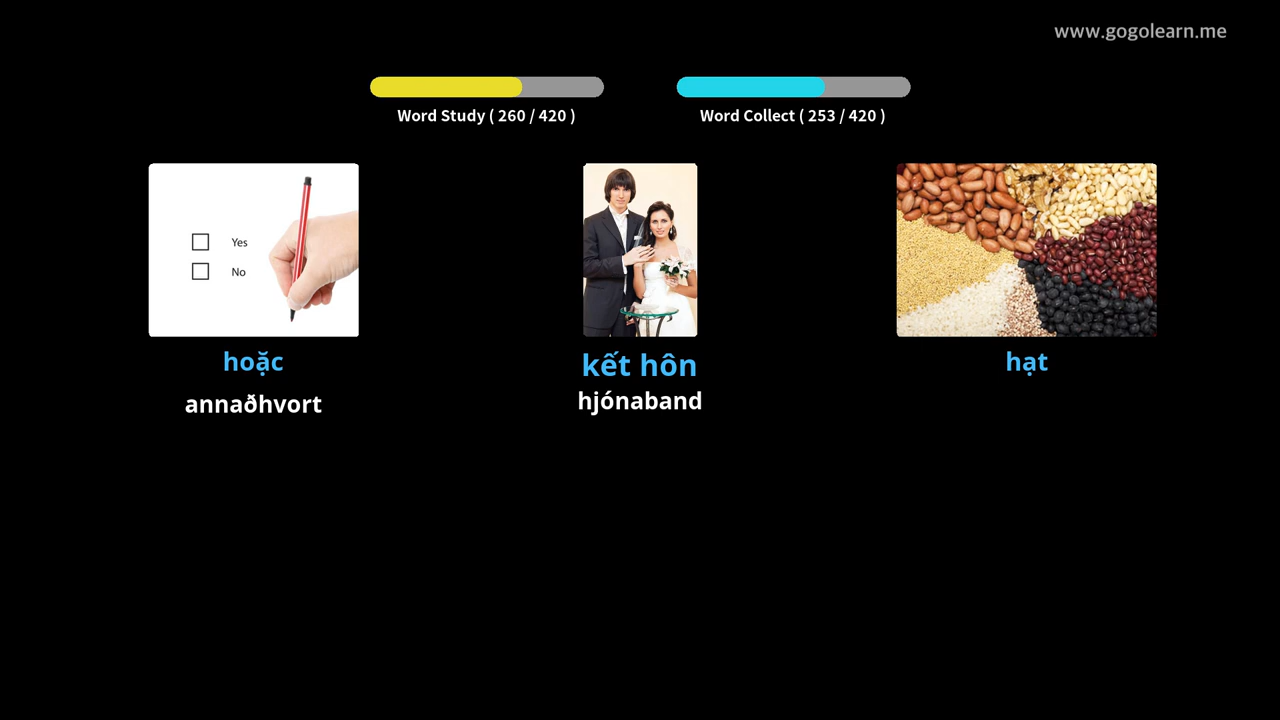 www.gogolearn.me
Word Study ( 260 / 420 )
Word Collect ( 253 / 420 )
Yes
No
hoặc
kết hôn
hạt
annaðhvort
hjónaband